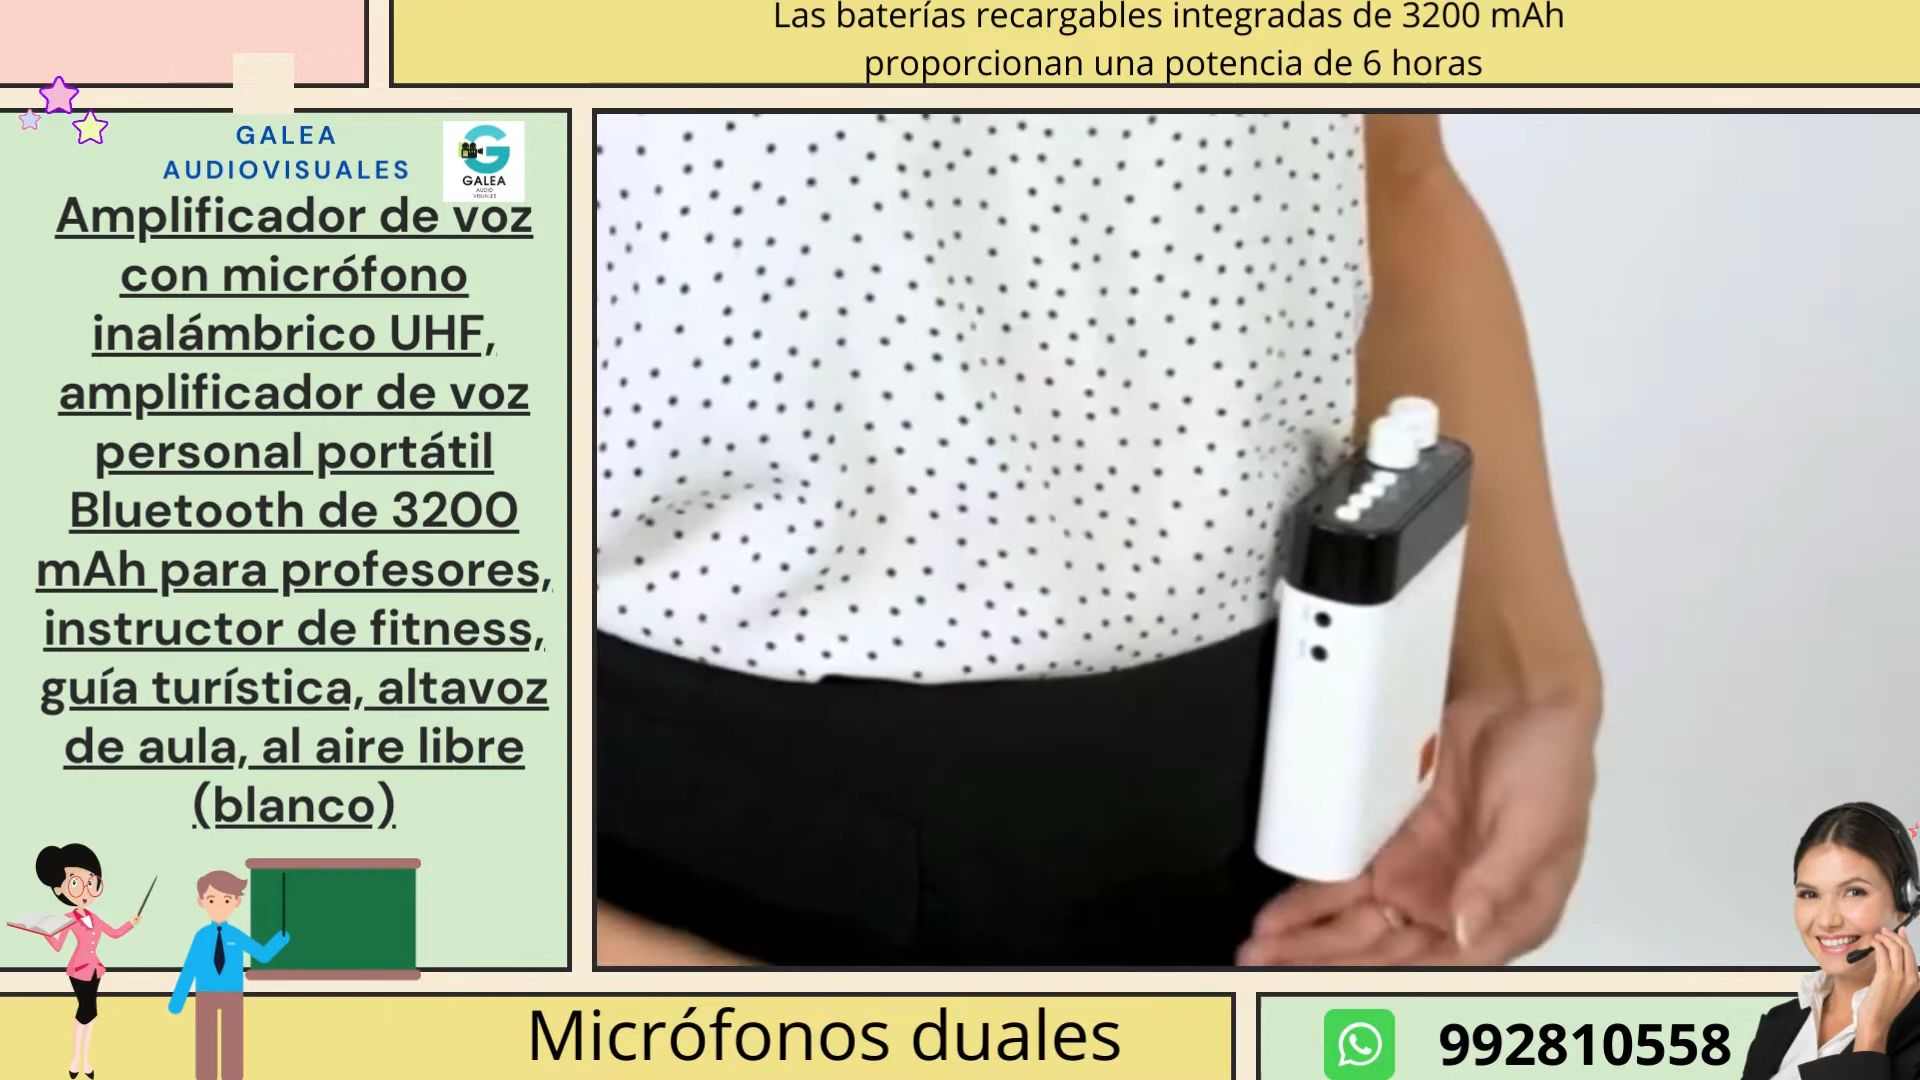 Las baterías recargables integradas de 3200 mAh
proporcionan una potencia de 6 horas
GALEA
AUDIOVISUALES
GALEA
AUDIO
VISUALES
Amplificador de voz
con micrófono
inalámbrico UHF,
amplificador de voz
personal portátil
Bluetooth de 3200
mAh para profesores,
instructor de fitness,
guía turística, altavoz
de aula, al aire libre
(blanco)
Micrófonos duales
992810558